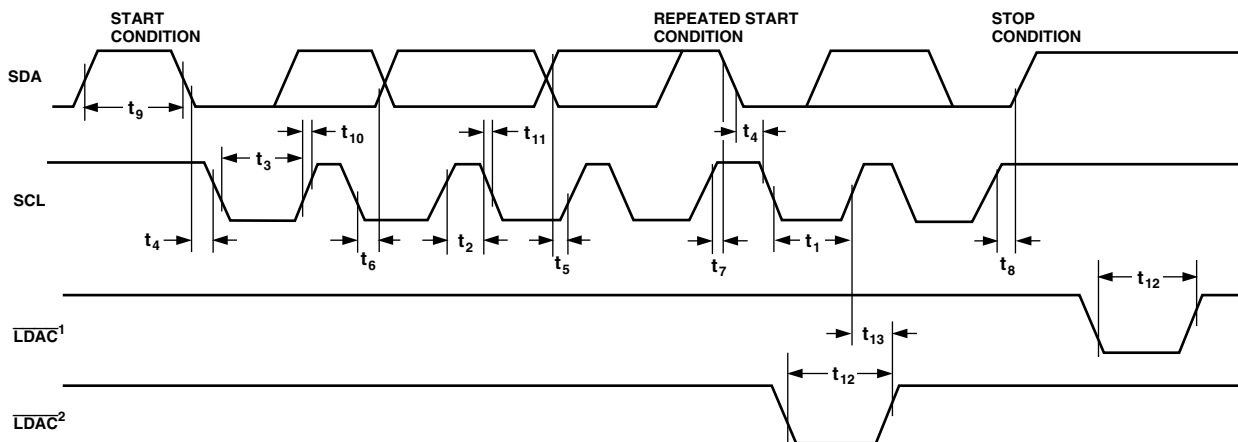 START
CONDITION
REPEATED START
CONDITION
STOP
CONDITION
SDA
t9
t10
t11
t4
t3
SCL
t4
t6
t2
t5
t7
t1
t8
t12
LDAC1
t13
t12
LDAC2